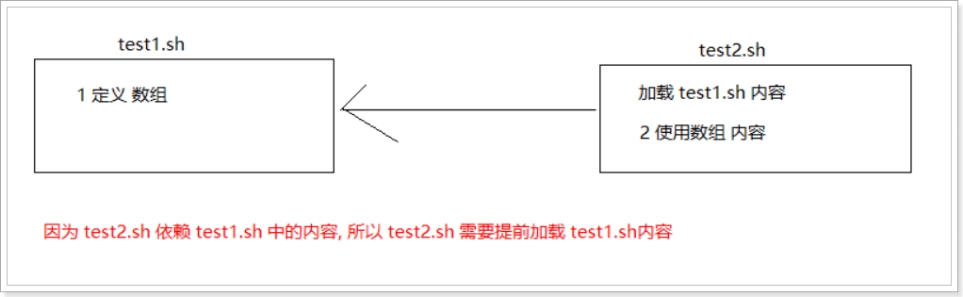 test1.sh
1 定义 数组
test2.sh
加载 test1.sh 内容
2 使用数组 内容
因为 test2.sh 依赖 test1.sh 中的内容, 所以 test2.sh 需要提前加载 test1.sh内容